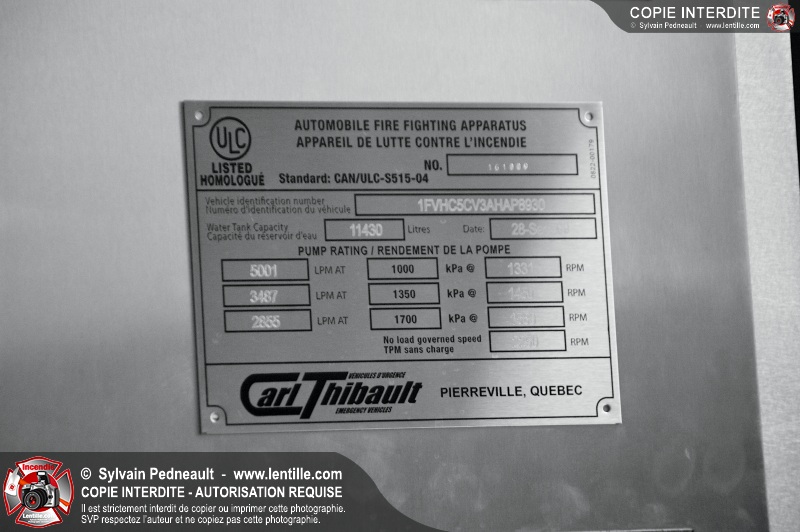 COPIE INTERDITE
© Sylvain Pedneault - www.lentille.com
ULC
LISTED
HOMOLOGUÉ
AUTOMOBILE FIRE FIGHTING APPARATUS
APPAREIL DE LUTTE CONTRE L'INCENDIE
NO. 161000
Standard: CAN/ULC-S515-04
Vehicle identification number
Numéro d'identification du véhicule
1FVHC5CV3AHAP8930
Water Tank Capacity
Capacité du réservoir d'eau
11430 Litres Date:
PUMP RATING / RENDEMENT DE LA POMPE
5001 LPM AT 1000 kPa @ RPM
3487 LPM AT 1350 kPa @ RPM
2855 LPM AT 1700 kPa @ RPM
No load governed speed
TPM sans charge
RPM
VÉHICULES D'URGENCE
Carl Thibault
EMERGENCY VEHICLES
PIERREVILLE, QUEBEC
Incendie
Lentille.com
© Sylvain Pedneault - www.lentille.com
COPIE INTERDITE - AUTORISATION REQUISE
Il est strictement interdit de copier ou imprimer cette photographie.
SVP respectez l'auteur et ne copiez pas cette photographie.